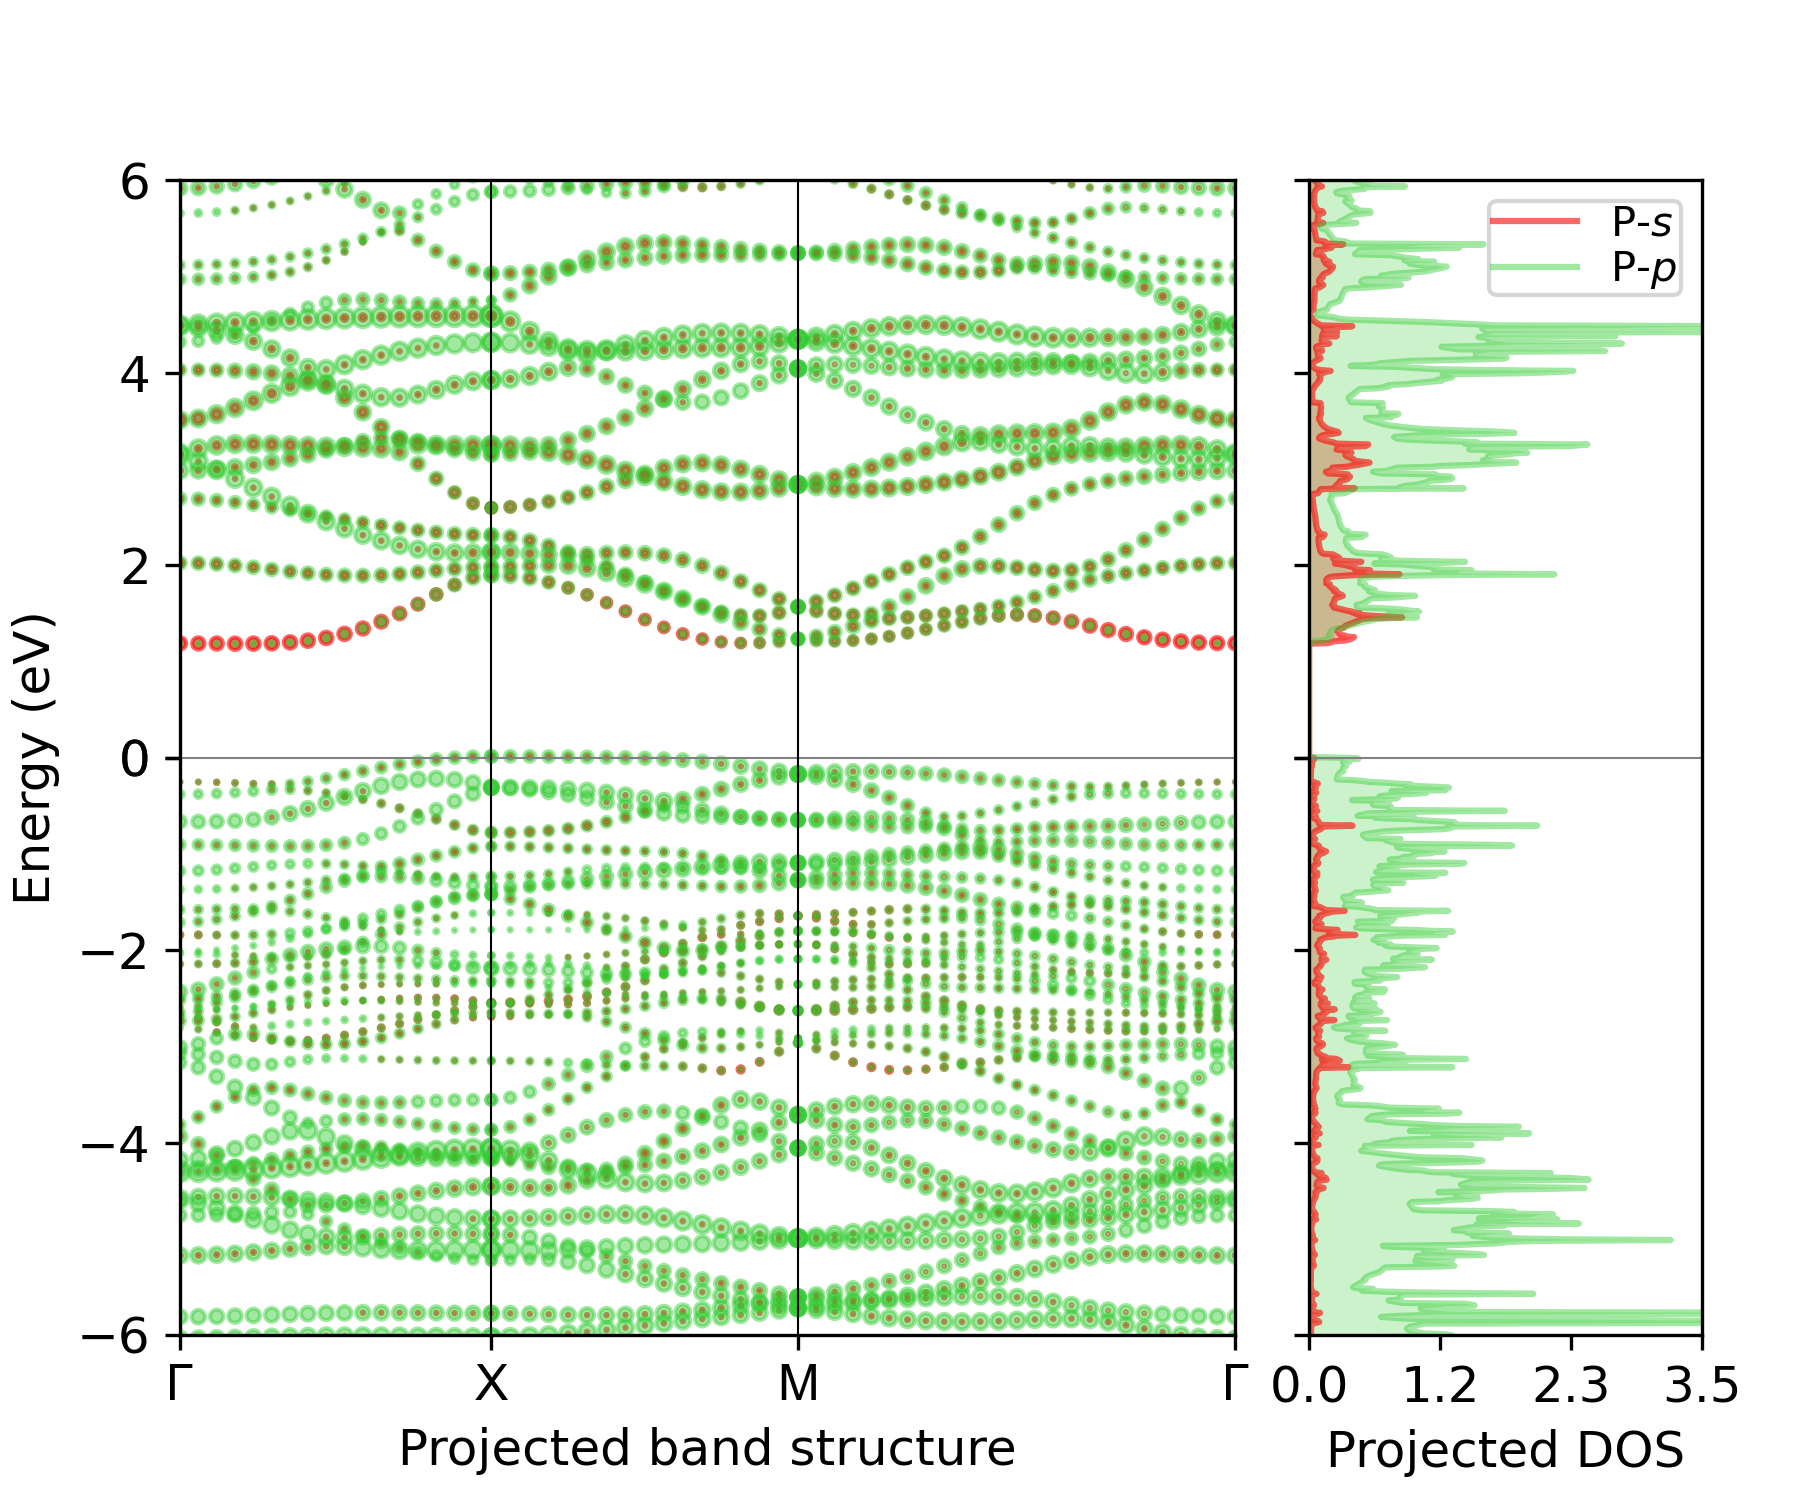 6
4
2
0
−2
−4
−6
Energy (eV)
Γ X M Γ
Projected band structure
P-s
P-p
0.0 1.2 2.3 3.5
Projected DOS